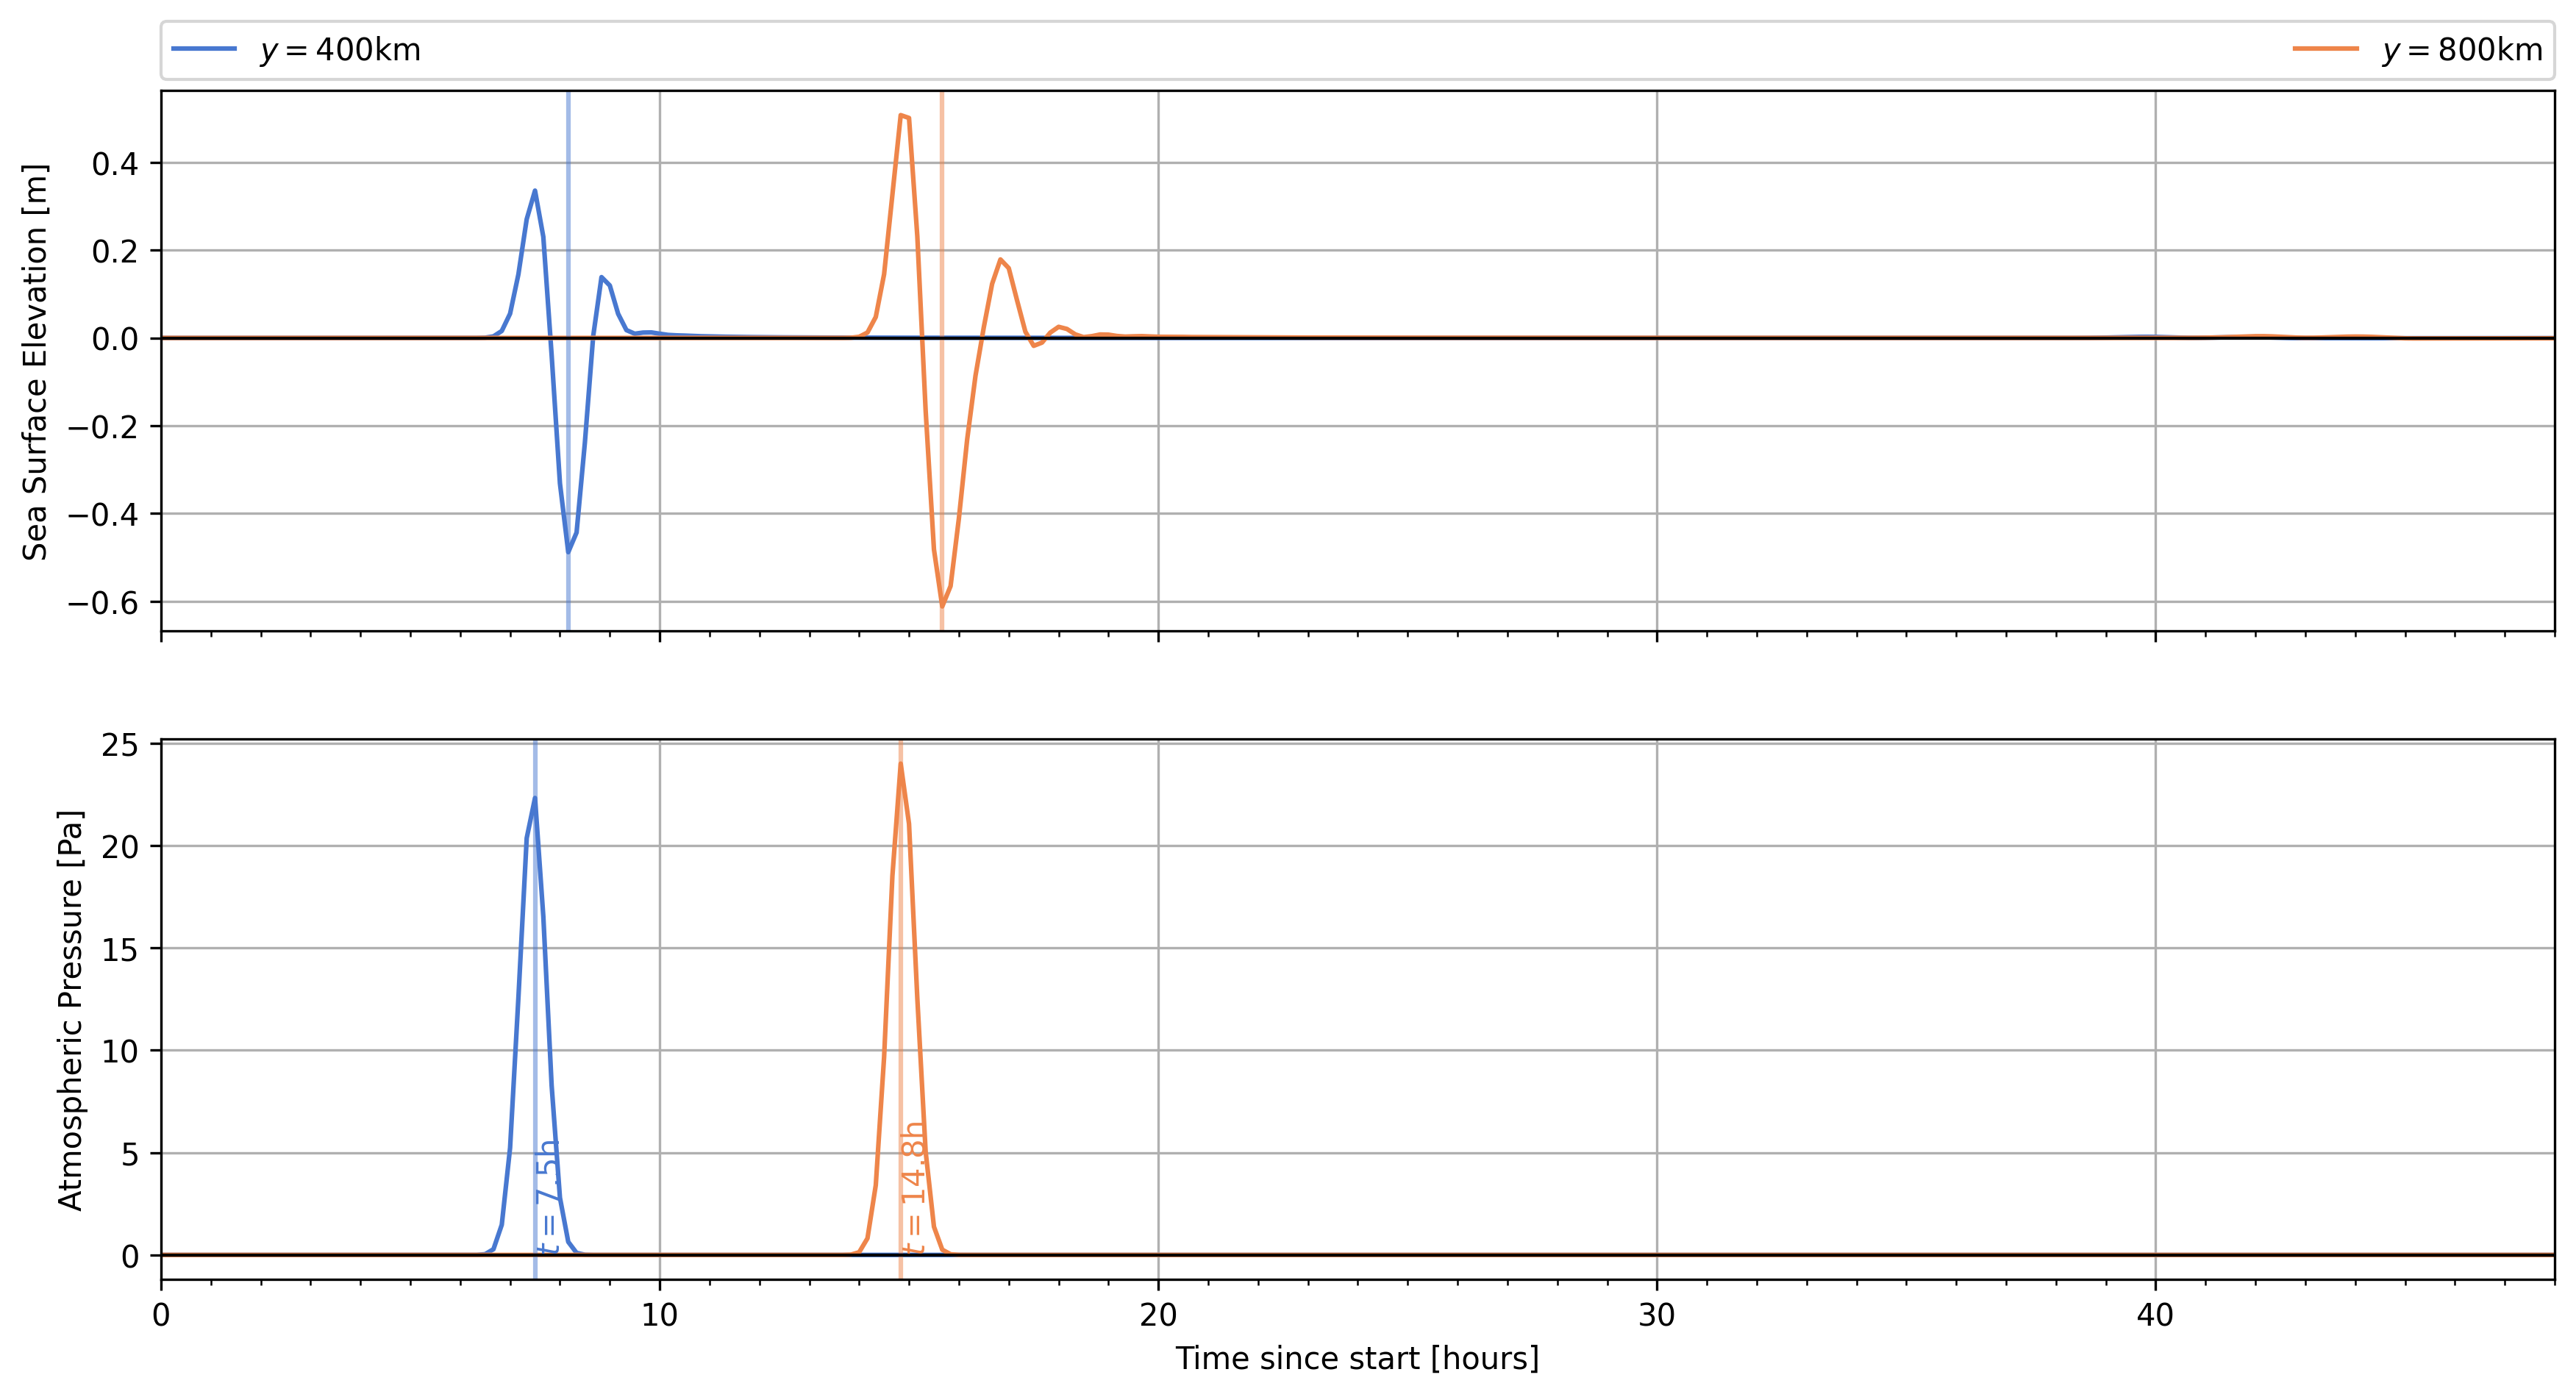 y = 400km
y = 800km
Sea Surface Elevation [m]
0.4
0.2
0.0
−0.2
−0.4
−0.6
Atmospheric Pressure [Pa]
25
20
15
10
5
0
t = 7.5h
t = 14.8h
0 10 20 30 40
Time since start [hours]